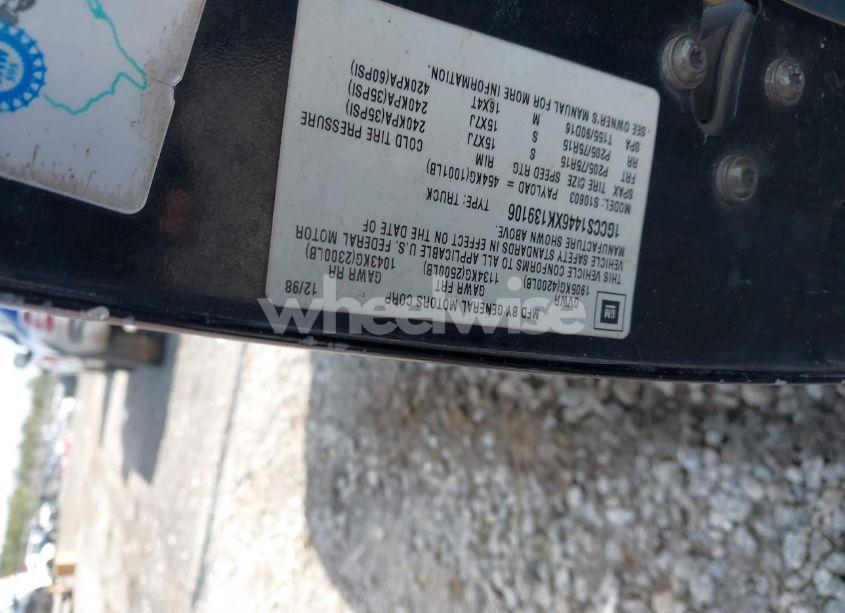 GM
MFD BY GENERAL MOTORS CORP
12/98
GVWR GAWR FRT GAWR RR
1905KG(4200LB) 1134KG(2500LB) 1043KG(2300LB)
THIS VEHICLE CONFORMS TO ALL APPLICABLE U.S. FEDERAL MOTOR
VEHICLE SAFETY STANDARDS IN EFFECT ON THE DATE OF
MANUFACTURE SHOWN ABOVE.
1GCCS1446XK139106 TYPE: TRUCK
MODEL: S10603 PAYLOAD = 454KG(1001LB)
SPAX TIRE SIZE SPEED RTG RIM COLD TIRE PRESSURE
FRT P205/75R15 S 15X7J 240KPA(35PSI)
RR P205/75R15 S 15X7J 240KPA(35PSI)
SPA T155/90D16 M 16X4T 420KPA(60PSI)
SEE OWNER'S MANUAL FOR MORE INFORMATION.
wheelwise